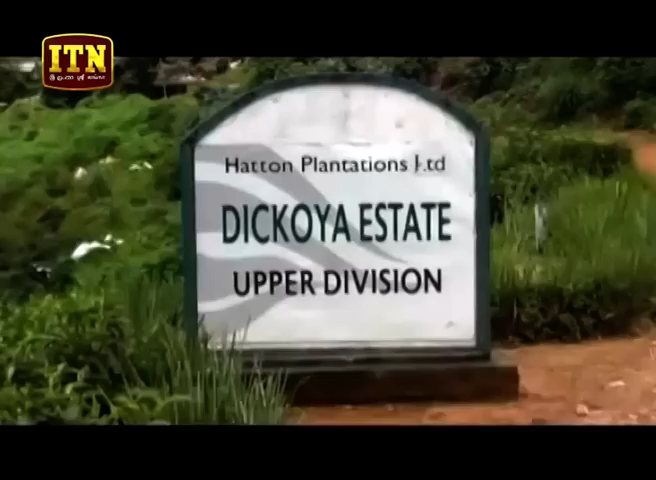 ITN
Hatton Plantations Ltd
DICKOYA ESTATE
UPPER DIVISION